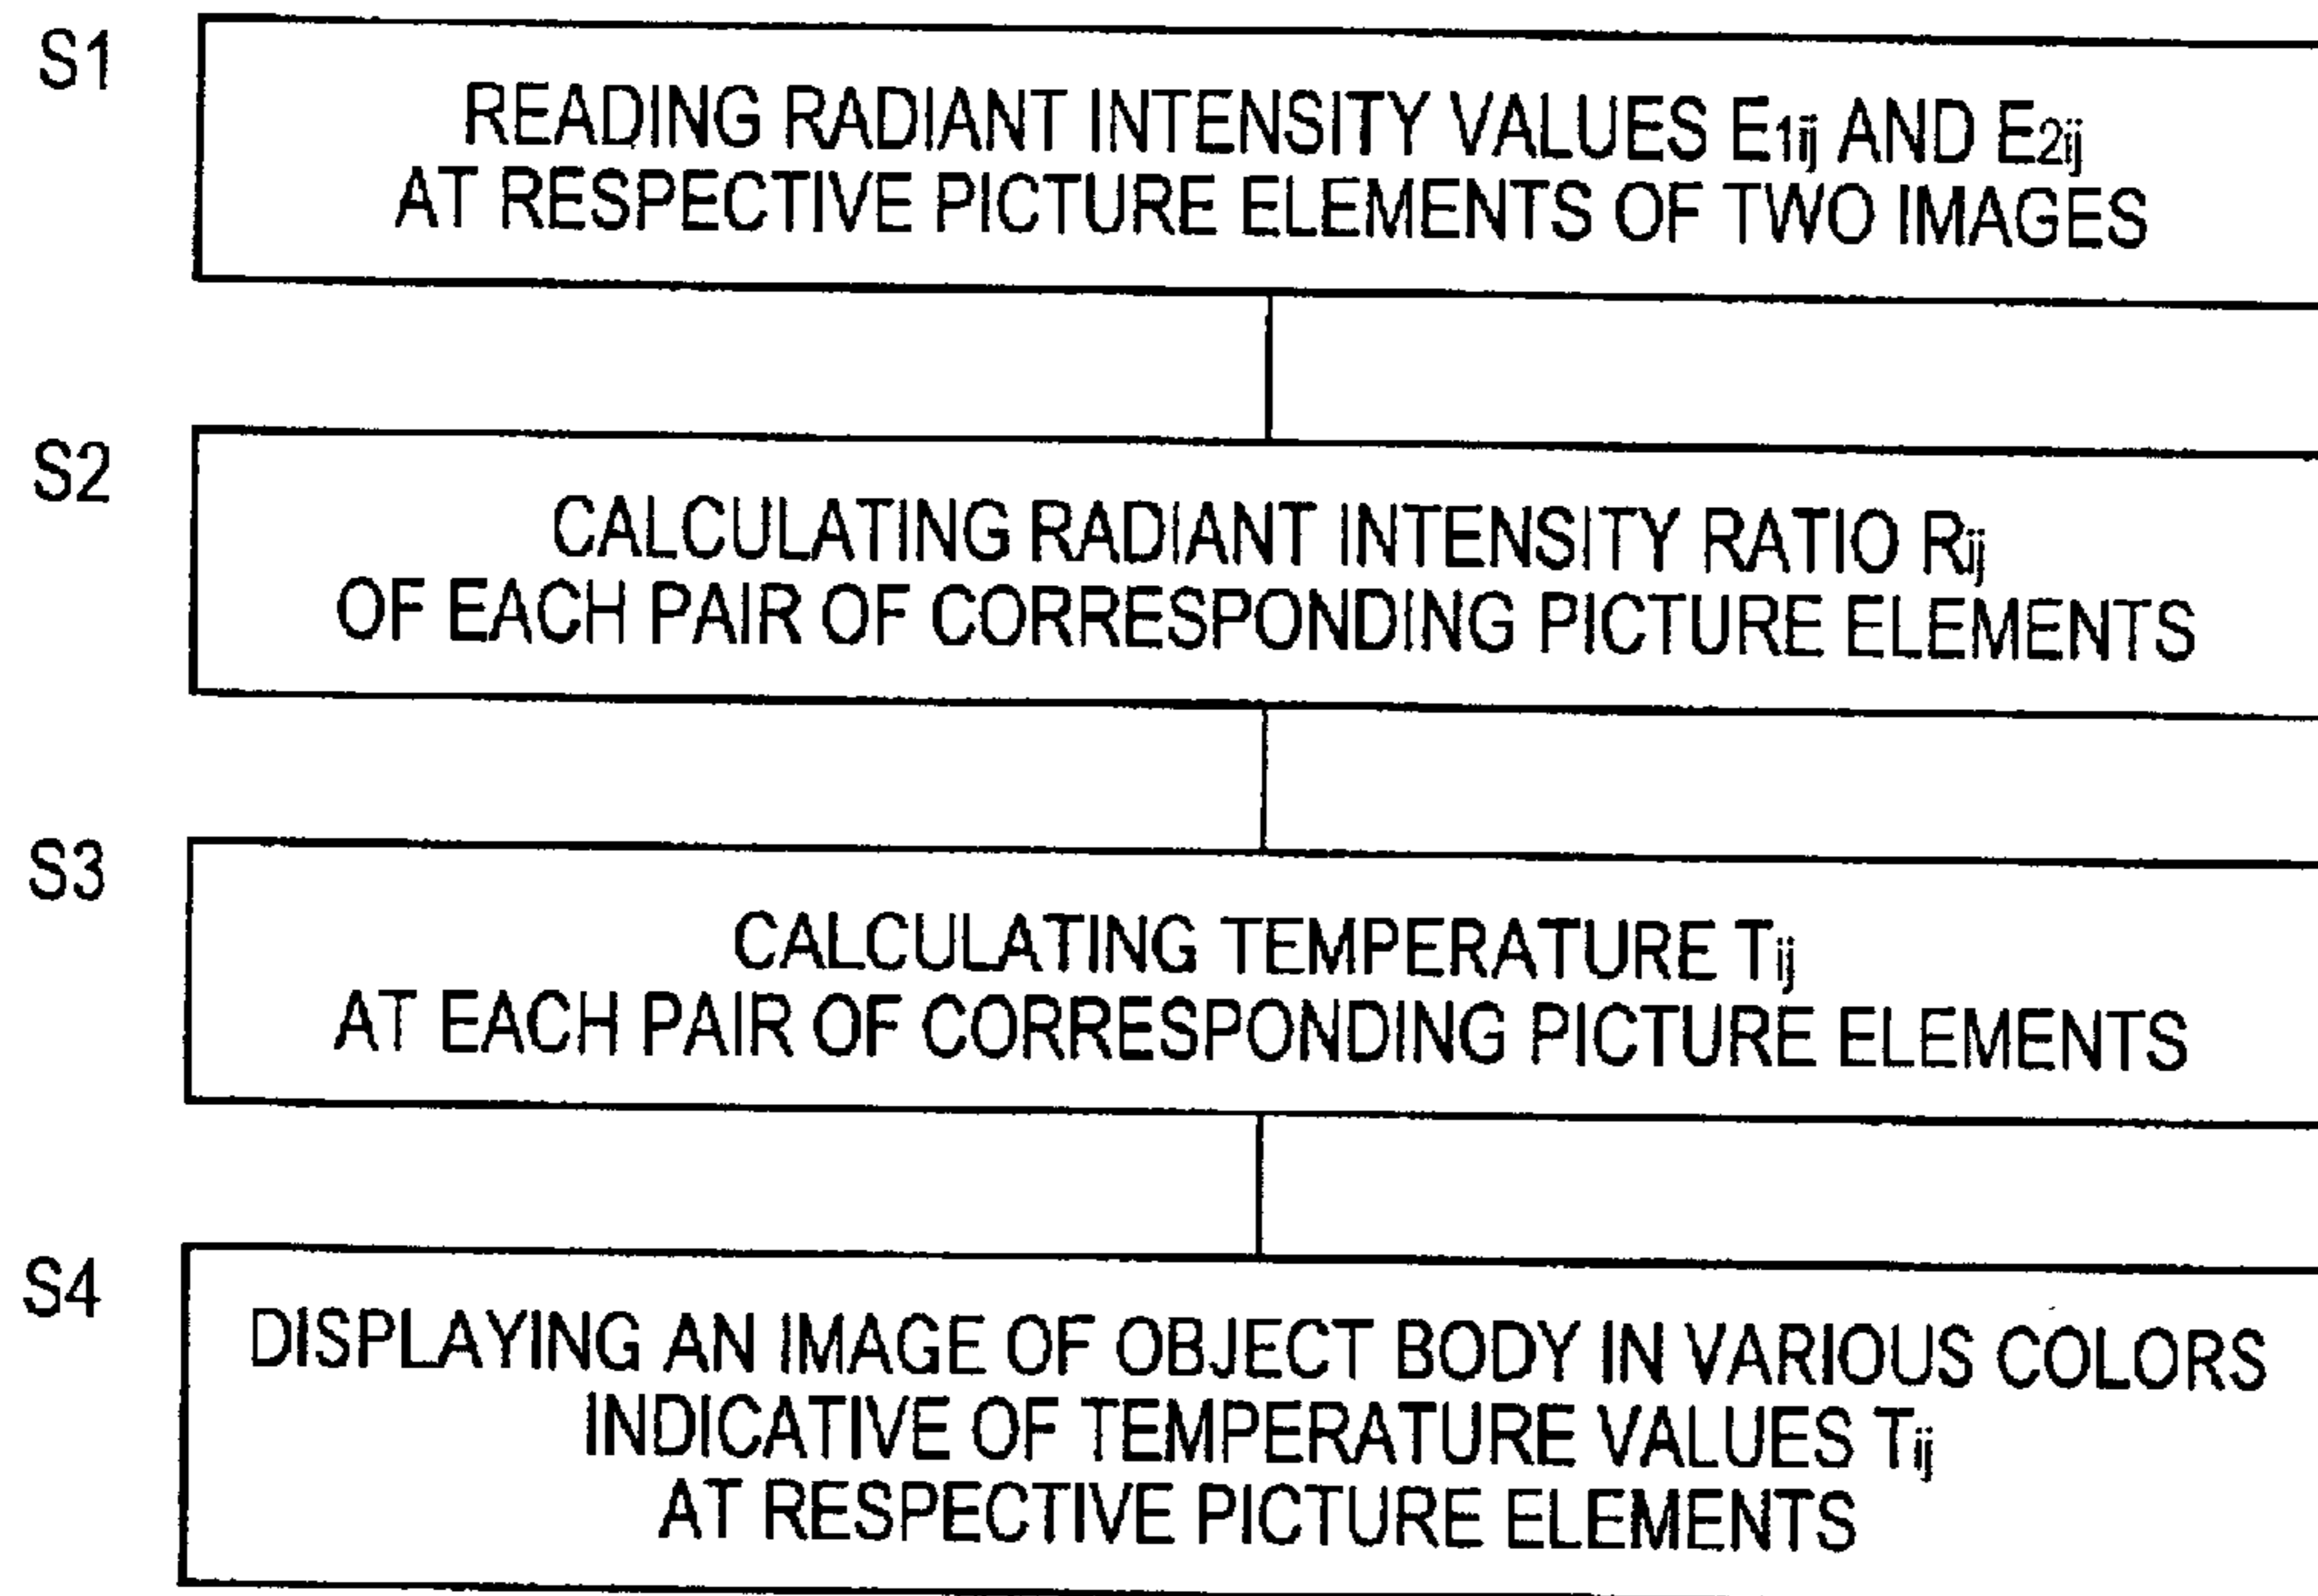 S1
READING RADIANT INTENSITY VALUES E1ij AND E2ij
AT RESPECTIVE PICTURE ELEMENTS OF TWO IMAGES
S2
CALCULATING RADIANT INTENSITY RATIO Rij
OF EACH PAIR OF CORRESPONDING PICTURE ELEMENTS
S3
CALCULATING TEMPERATURE Tij
AT EACH PAIR OF CORRESPONDING PICTURE ELEMENTS
S4
DISPLAYING AN IMAGE OF OBJECT BODY IN VARIOUS COLORS
INDICATIVE OF TEMPERATURE VALUES Tij
AT RESPECTIVE PICTURE ELEMENTS